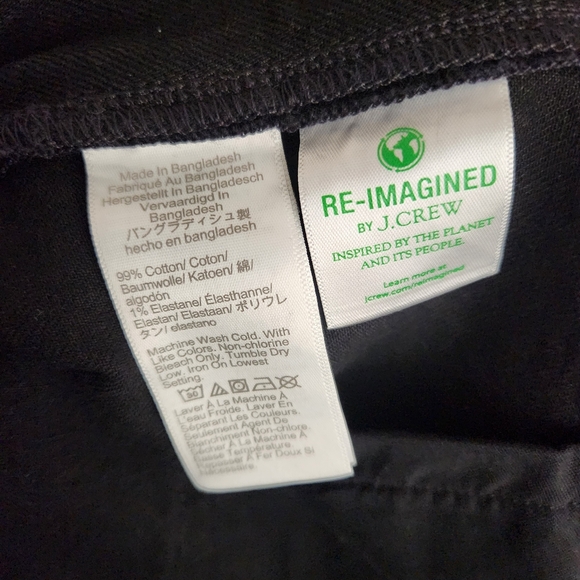 Made In Bangladesh
Fabriqué Au Bangladesh
Hergestellt In Bangladesch
Vervaardigd In
Bangladesh
バングラディシュ製
hecho en bangladesh
99% Cotton/ Coton/
Baumwolle/ Katoen/ 綿/
algodón
1% Elastane/ Élasthanne/
Elastan/ Elastaan/ ポリウレ
タン/ elastano
Machine Wash Cold. With
Like Colors. Non-chlorine
Bleach Only. Tumble Dry
Low. Iron On Lowest
Setting.
30
Laver À La Machine À
L'eau Froide. Laver En
Séparant Les Couleurs.
Seulement Agent De
Blanchiment Non-chlore.
À Basse Température.
Repasser À Fer Doux Si
Nécessaire.
RE-IMAGINED
BY J.CREW
INSPIRED BY THE PLANET
AND ITS PEOPLE.
Learn more at
jcrew.com/reimagined